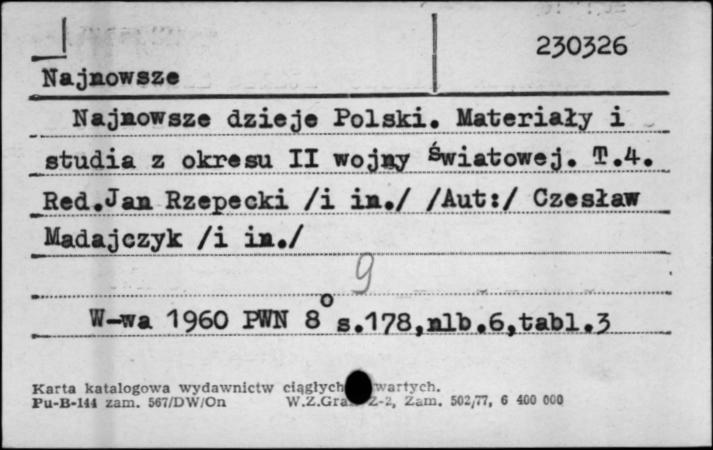 230326
Najnowsze
Najnowsze dzieje Polski. Materiały i
studia z okresu II wojny światowej. T.4.
Red.Jan Rzepecki /i in./ /Aut:/ Czesław
Madajczyk /i in./
9
W-wa 1960 PWN 8° s.178,nlb.6,tabl.3
Karta katalogowa wydawnictw ciągłych wartych.
Pu-B-144 zam. 567/DW/On W.Z.Gra Z-2, Zam. 502/77, 6 400 000